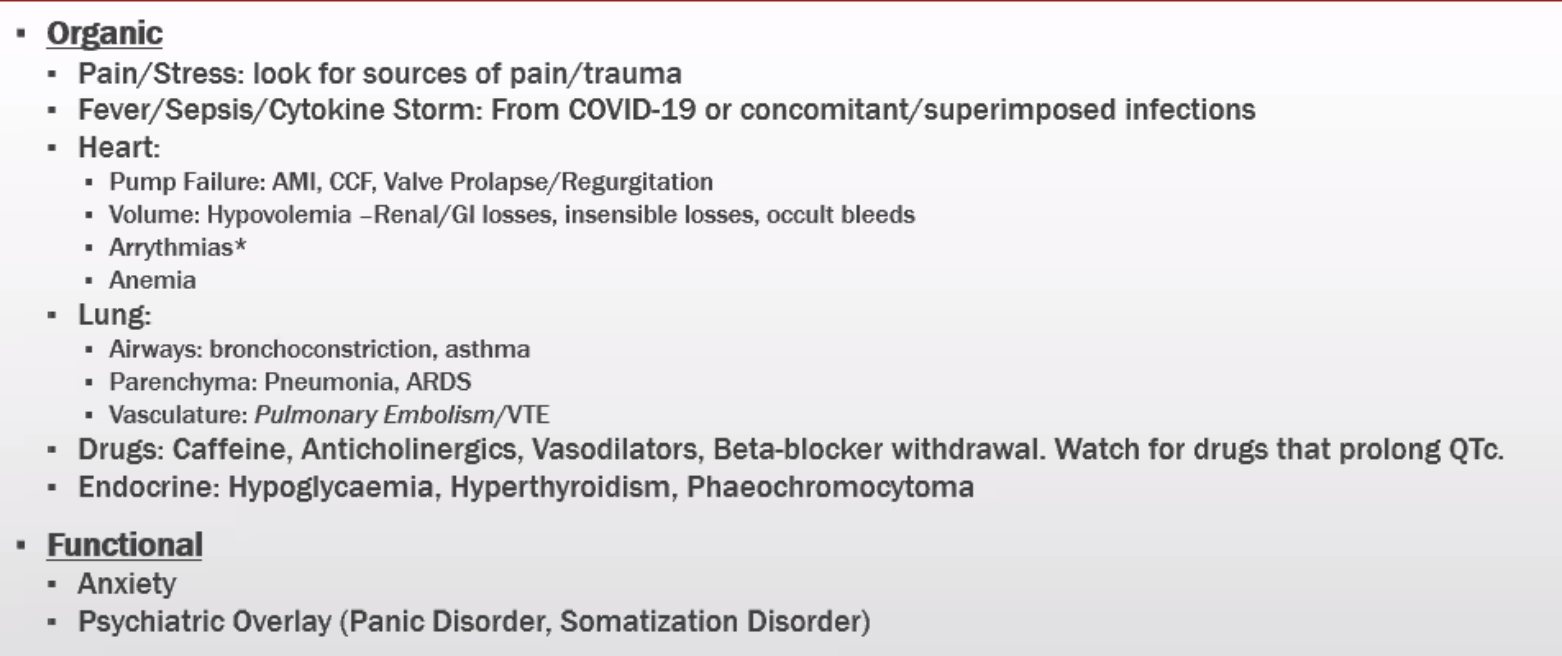 ▪ Organic
▪ Pain/Stress: look for sources of pain/trauma
▪ Fever/Sepsis/Cytokine Storm: From COVID-19 or concomitant/superimposed infections
▪ Heart:
▪ Pump Failure: AMI, CCF, Valve Prolapse/Regurgitation
▪ Volume: Hypovolemia –Renal/GI losses, insensible losses, occult bleeds
▪ Arrythmias*
▪ Anemia
▪ Lung:
▪ Airways: bronchoconstriction, asthma
▪ Parenchyma: Pneumonia, ARDS
▪ Vasculature: Pulmonary Embolism/VTE
▪ Drugs: Caffeine, Anticholinergics, Vasodilators, Beta-blocker withdrawal. Watch for drugs that prolong QTc.
▪ Endocrine: Hypoglycaemia, Hyperthyroidism, Phaeochromocytoma
▪ Functional
▪ Anxiety
▪ Psychiatric Overlay (Panic Disorder, Somatization Disorder)